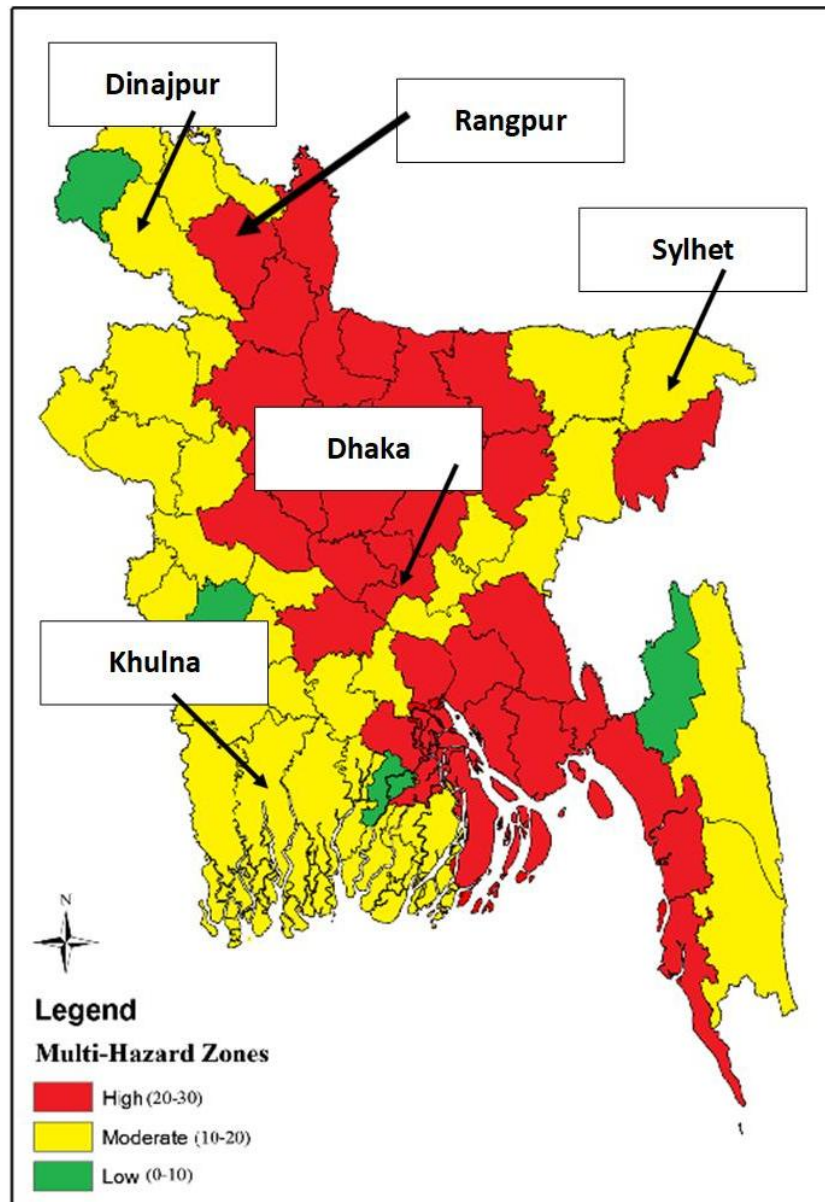 Dinajpur
Rangpur
Sylhet
Dhaka
Khulna
N
Legend
Multi-Hazard Zones
High (20-30)
Moderate (10-20)
Low (0-10)